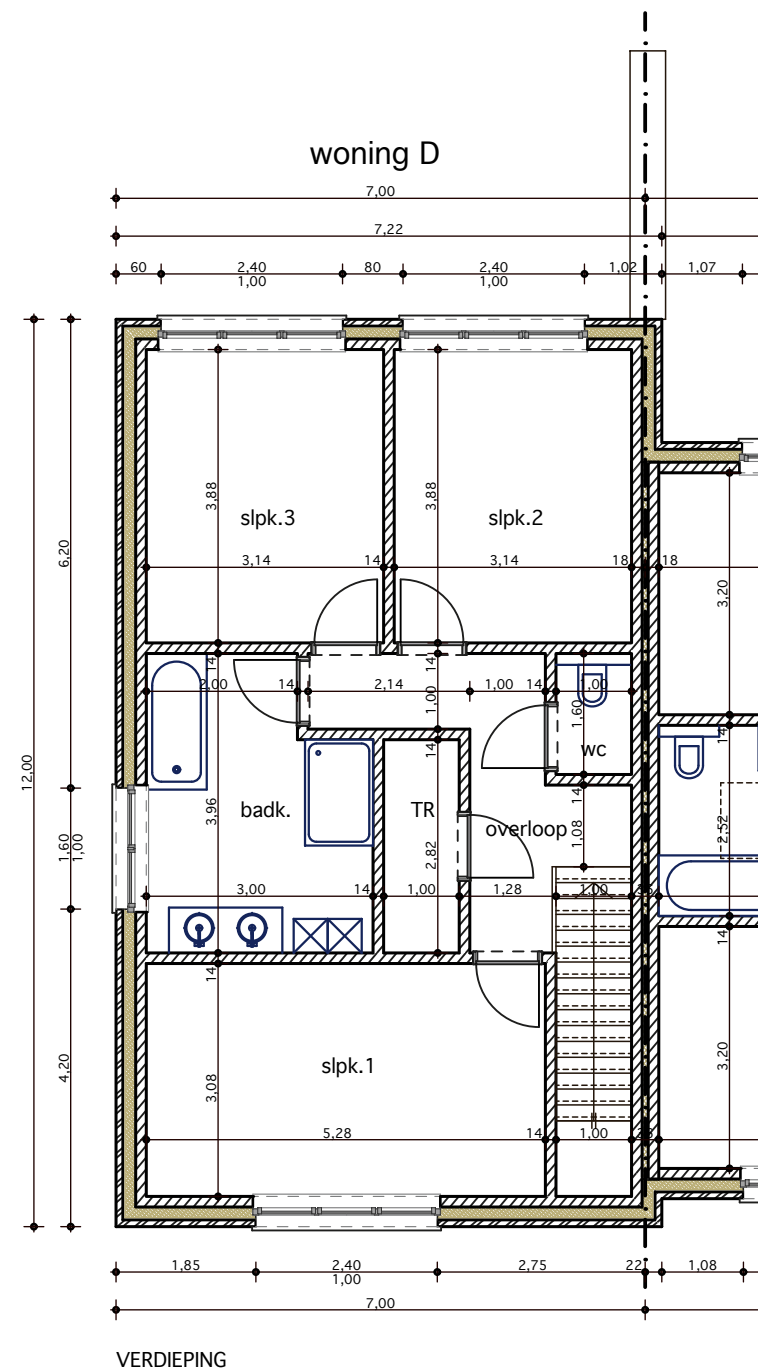 woning D
7,00
7,22
60 2,40 80 2,40 1,02 1,07
1,00 1,00
3,88 3,88
slpk.3 slpk.2
6,20
3,14 14 3,14 18 18
3,20
14 14
2,00 14 2,14 1,00 14 1,00
1,00 1,60
14 wc 14
12,00
badk. TR overloop
3,96 14 2,52
1,60 2,82 1,08
1,00
3,00 14 1,00 1,28 1,00
14 14
slpk.1
4,20 3,08 3,20
5,28 14 1,00
1,85 2,40 2,75 22 1,08
1,00
7,00
VERDIEPING